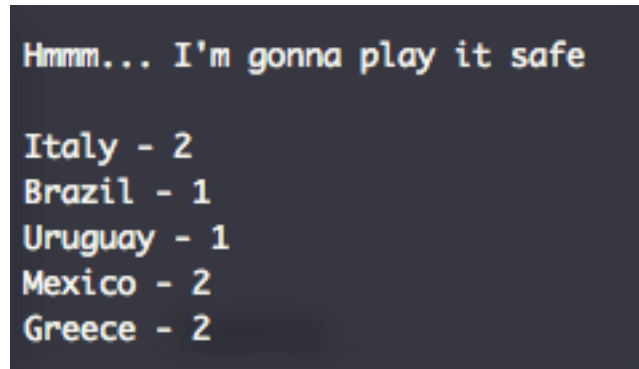 Hmmm... I'm gonna play it safe
Italy - 2
Brazil - 1
Uruguay - 1
Mexico - 2
Greece - 2